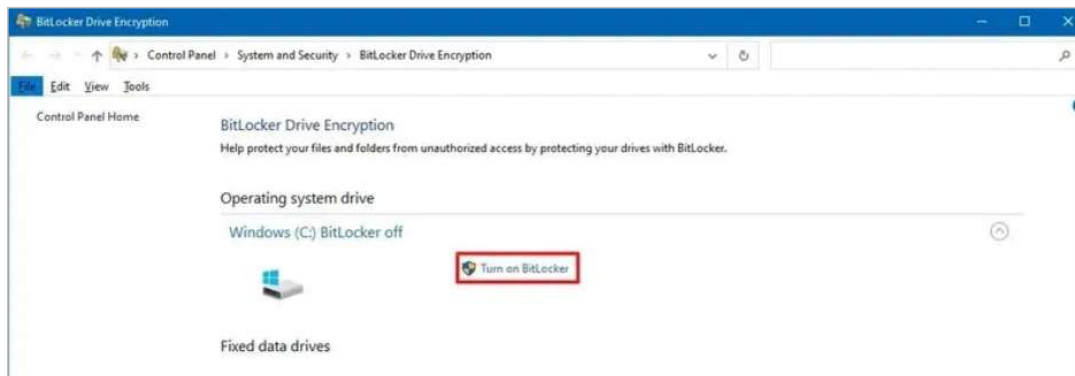 BitLocker Drive Encryption
Control Panel > System and Security > BitLocker Drive Encryption
File Edit View Tools
Control Panel Home
BitLocker Drive Encryption
Help protect your files and folders from unauthorized access by protecting your drives with BitLocker.
Operating system drive
Windows (C:) BitLocker off
Turn on BitLocker
Fixed data drives